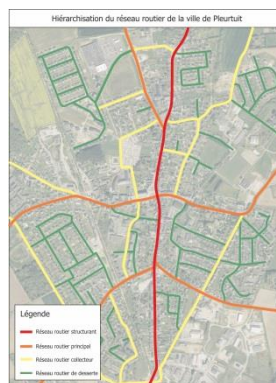 Hiérarchisation du réseau routier de la ville de Pleurtuit
Légende
Réseau routier structurant
Réseau routier principal
Réseau routier collecteur
Réseau routier de desserte